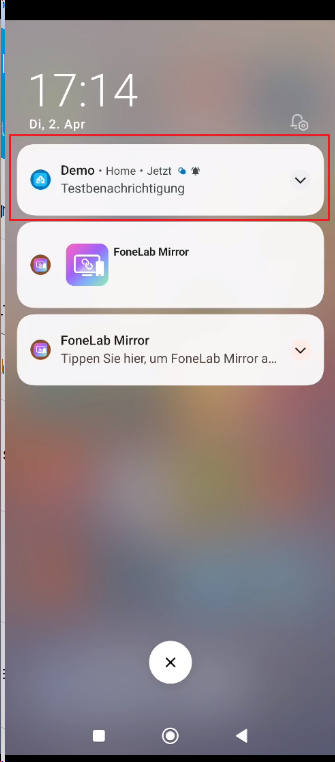 17:14
Di, 2. Apr
Demo • Home • Jetzt
Testbenachrichtigung
FoneLab Mirror
FoneLab Mirror
Tippen Sie hier, um FoneLab Mirror a...